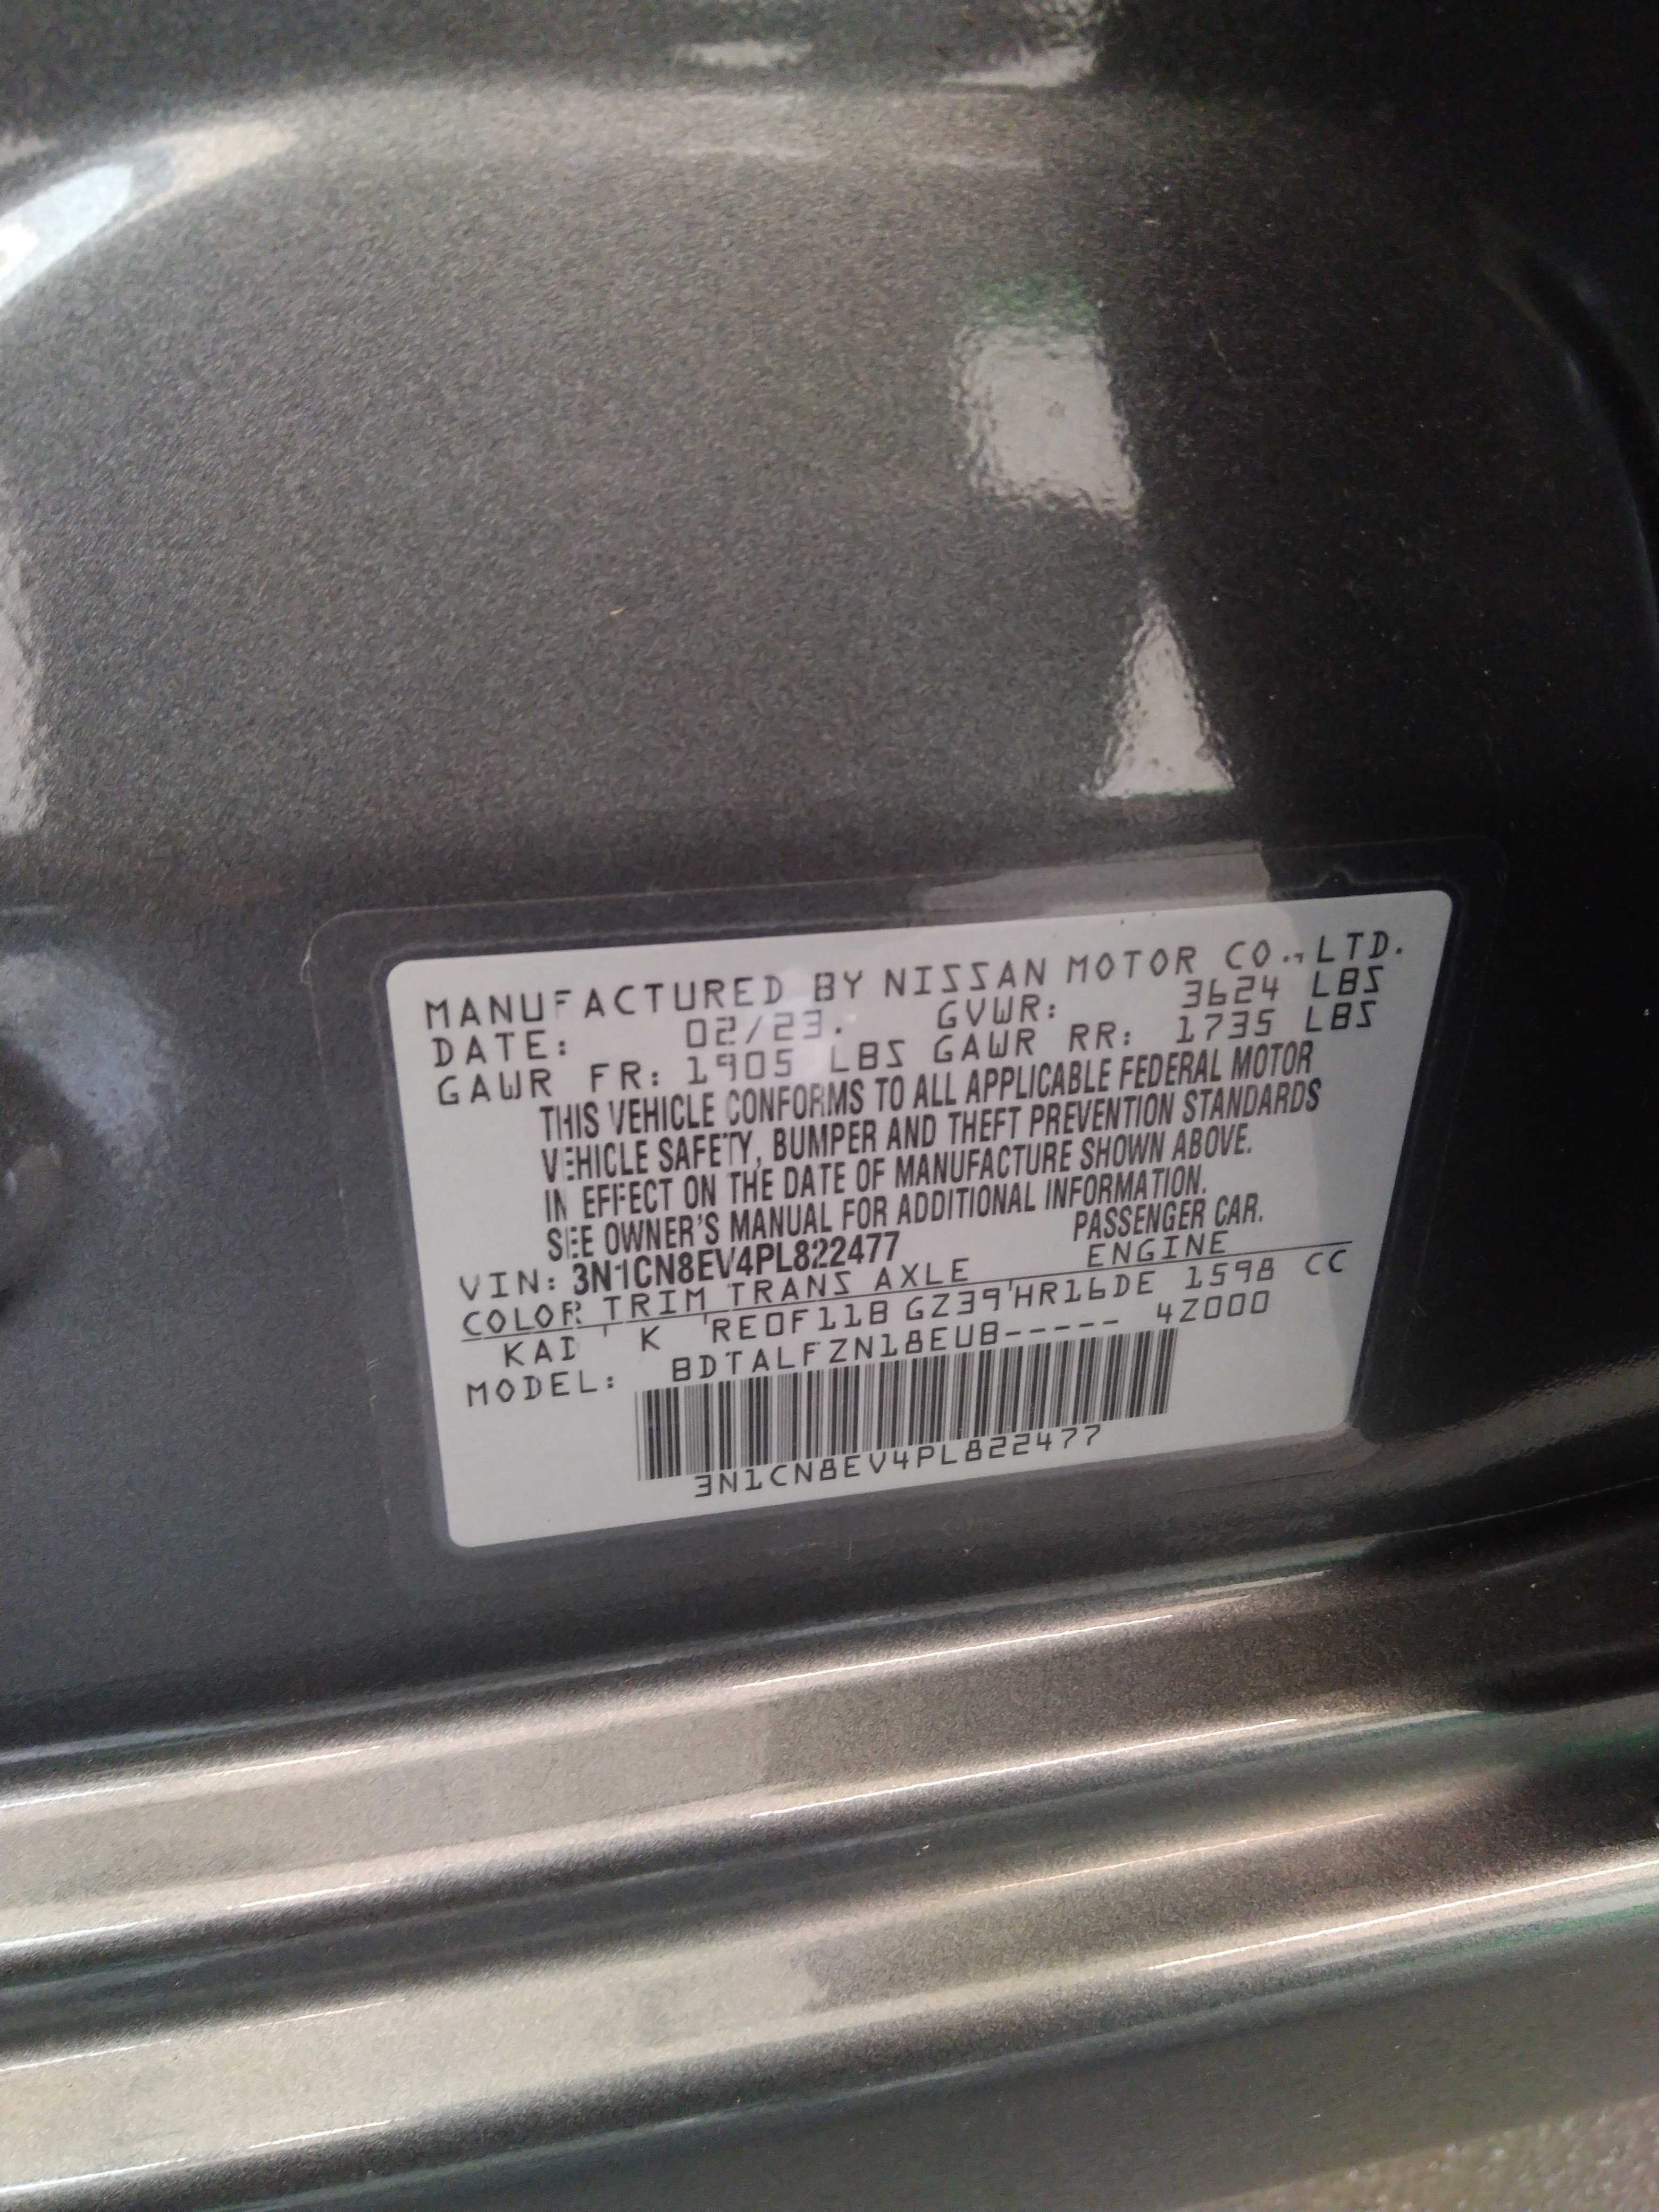 MANUFACTURED BY NISSAN MOTOR CO., LTD.
DATE: 02/23. GVWR: 3624 LBS
GAWR FR: 1905 LBS GAWR RR: 1735 LBS
THIS VEHICLE CONFORMS TO ALL APPLICABLE FEDERAL MOTOR
VEHICLE SAFETY, BUMPER AND THEFT PREVENTION STANDARDS
IN EFFECT ON THE DATE OF MANUFACTURE SHOWN ABOVE.
SEE OWNER'S MANUAL FOR ADDITIONAL INFORMATION.
VIN: 3N1CN8EV4PL822477 PASSENGER CAR.
COLOR TRIM TRANS AXLE ENGINE
KAD K RE0F11B GZ39 HR16DE 1598 CC
MODEL: BDTALFZN18EUB----- 4Z000
3N1CN8EV4PL822477